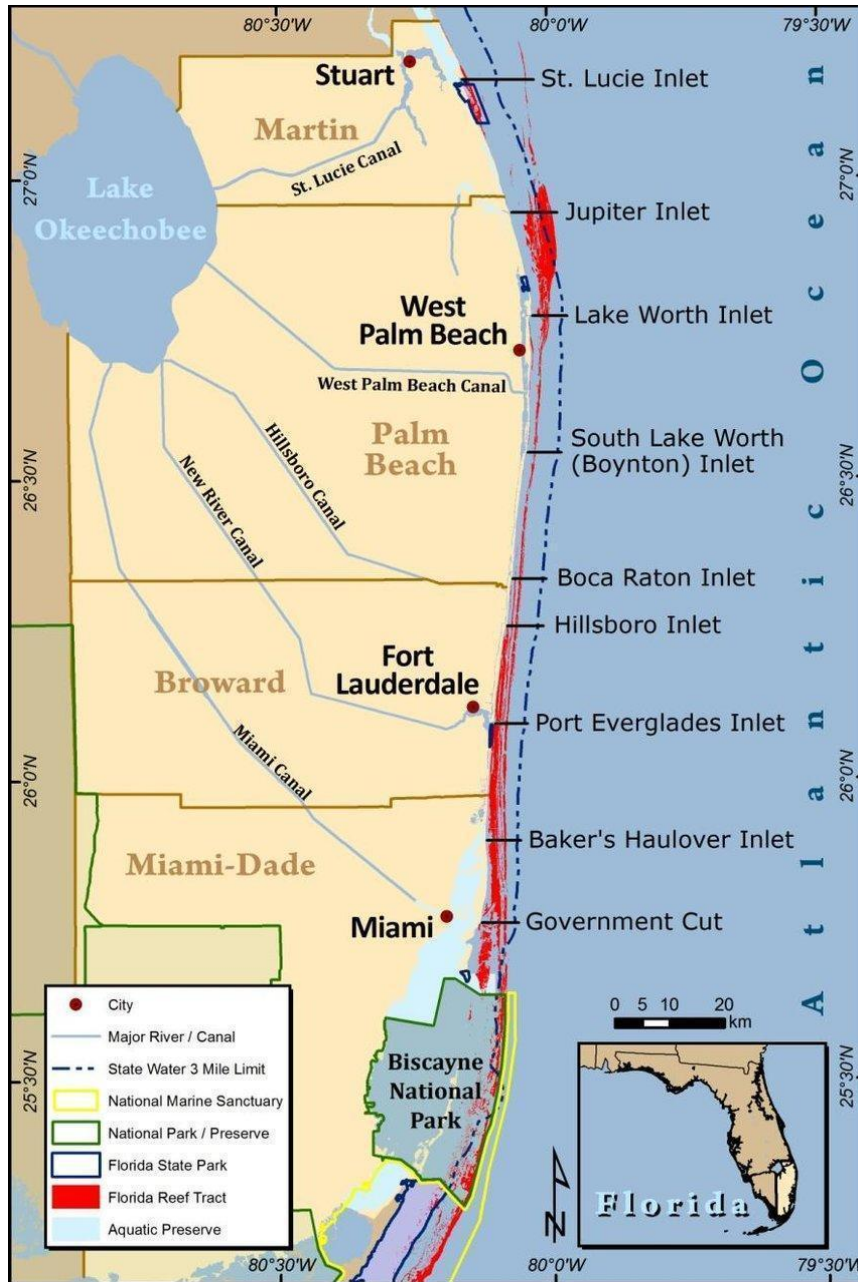 80°30'W
80°00'W
79°30'W
Stuart
St. Lucie Inlet
Martin
St. Lucie Canal
27°0'N
27°0'N
Lake
Okeechobee
Jupiter Inlet
West
Palm Beach
Lake Worth Inlet
West Palm Beach Canal
Palm
Beach
South Lake Worth
(Boynton) Inlet
26°30'N
26°30'N
Hillsboro Canal
New River Canal
Boca Raton Inlet
Hillsboro Inlet
Fort
Lauderdale
Broward
Port Everglades Inlet
Miami Canal
26°0'N
26°0'N
Baker's Haulover Inlet
Miami-Dade
Miami
Government Cut
Atlantic Ocean
City
Major River / Canal
State Water 3 Mile Limit
National Marine Sanctuary
National Park / Preserve
Florida State Park
Florida Reef Tract
Aquatic Preserve
Biscayne
National
Park
0 5 10 20
km
25°30'N
25°30'N
N
Florida
80°30'W
80°00'W
79°30'W